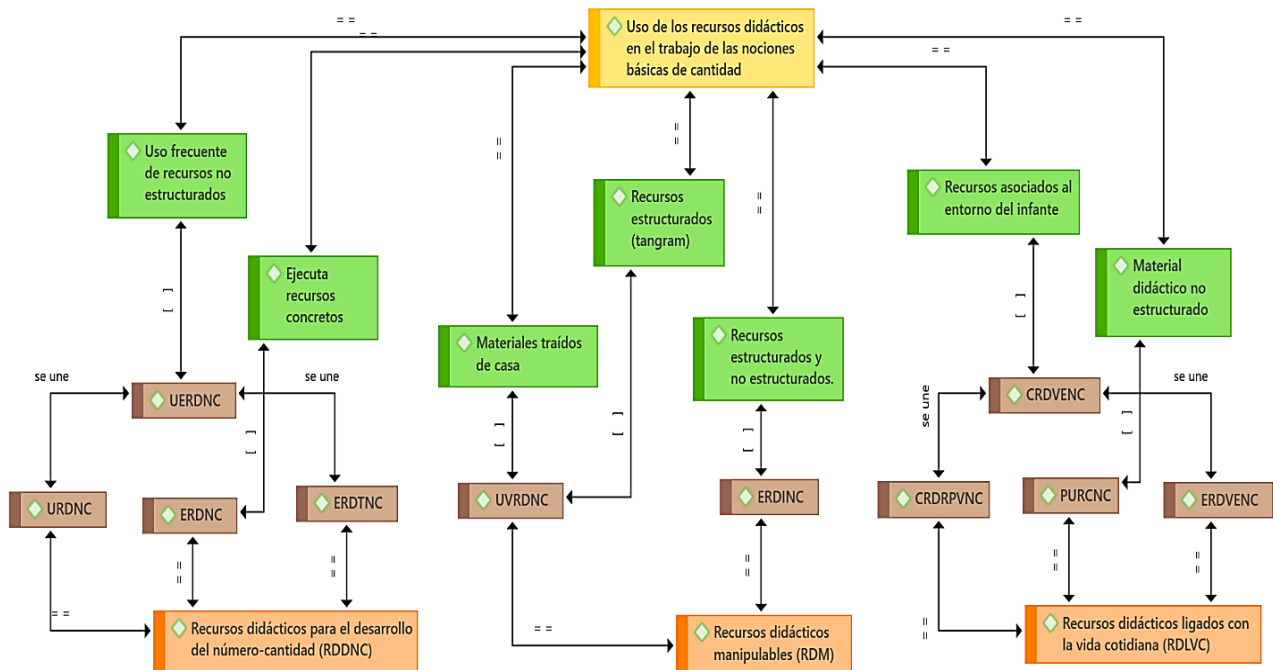 = =
= =
= =
= =
Uso de los recursos didácticos
en el trabajo de las nociones
básicas de cantidad
= =
= =
= =
Uso frecuente
de recursos no
estructurados
Recursos
estructurados
(tangram)
Recursos asociados al
entorno del infante
Ejecuta
recursos
concretos
Material
didáctico no
estructurado
Materiales traídos
de casa
Recursos
estructurados y
no estructurados.
[ ]
[ ]
[ ]
[ ]
[ ]
[ ]
[ ]
se une
se une
se une
se une
UERDNC
CRDVENC
URDNC
ERDNC
ERDTNC
UVRDNC
ERDINC
CRDRPVNC
PURCNC
ERDVENC
= =
= =
= =
= =
= =
= =
= =
= =
Recursos didácticos para el desarrollo
del número-cantidad (RDDNC)
Recursos didácticos
manipulables (RDM)
Recursos didácticos ligados con
la vida cotidiana (RDLVC)